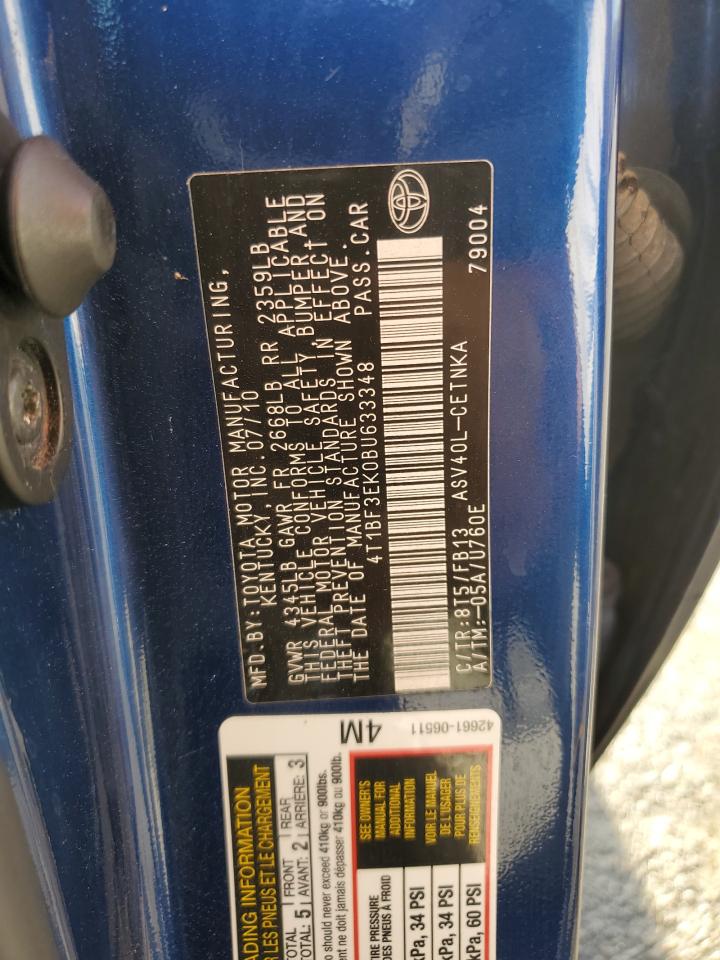 MFD.BY:TOYOTA MOTOR MANUFACTURING,
KENTUCKY, INC. 07/10
GVWR 4345LB GAWR FR 2668LB RR 2359LB
THIS VEHICLE CONFORMS TO ALL APPLICABLE
FEDERAL MOTOR VEHICLE SAFETY, BUMPER,AND
THEFT PREVENTION STANDARDS IN EFFECT ON
THE DATE OF MANUFACTURE SHOWN ABOVE.
4T1BF3EK0BU633348 PASS.CAR
C/TR:8T5/FB13 ASV40L-CETNKA
A/TM:-05A/U760E 79004
4M
42661-06511
ADING INFORMATION
R LES PNEUS ET LE CHARGEMENT
TOTAL FRONT REAR
TOTAL: 5 AVANT: 2 ARRIÈRE: 3
should never exceed 410kg or 900lbs.
ne doit jamais dépasser 410kg ou 900lb.
TIRE PRESSURE
DES PNEUS À FROID
kPa, 34 PSI
kPa, 34 PSI
kPa, 60 PSI
SEE OWNER'S
MANUAL FOR
ADDITIONAL
INFORMATION
VOIR LE MANUEL
DE L'USAGER
POUR PLUS DE
RENSEIGNEMENTS